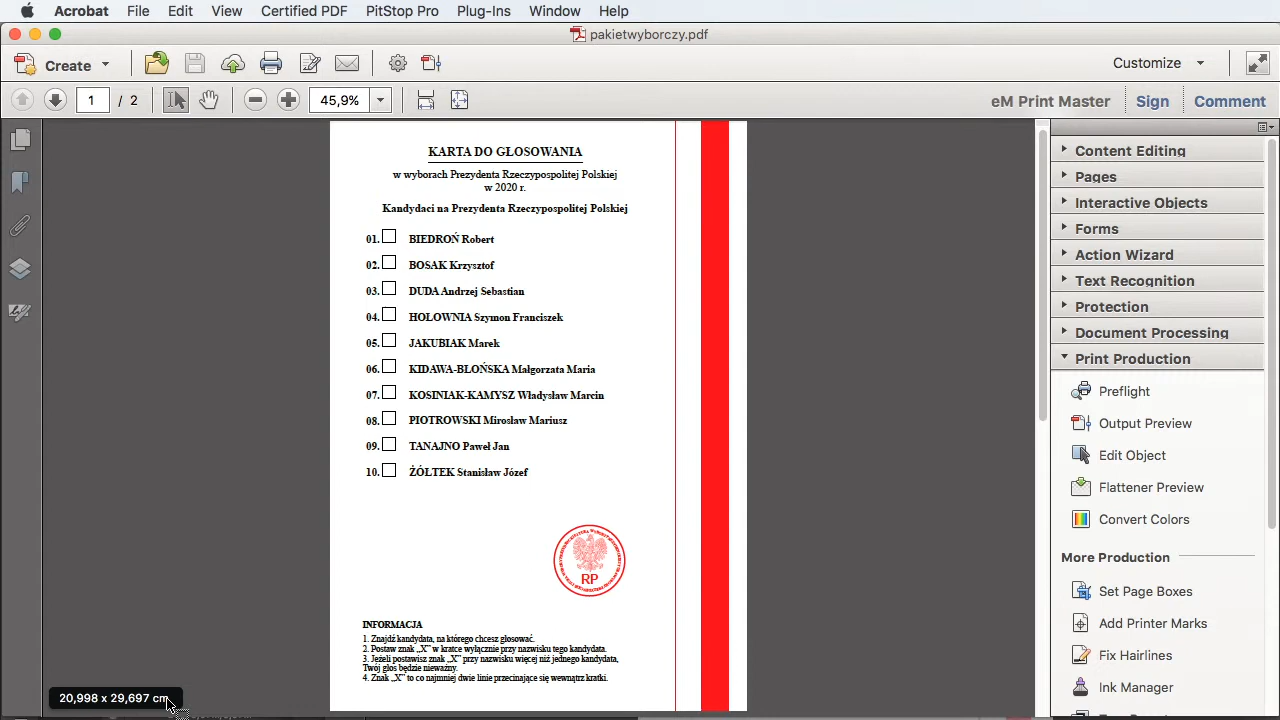 Acrobat File Edit View Certified PDF PitStop Pro Plug-Ins Window Help
pakietwyborczy.pdf
Create
Customize
1 / 2
45,9%
eM Print Master Sign Comment
KARTA DO GŁOSOWANIA
w wyborach Prezydenta Rzeczypospolitej Polskiej
w 2020 r.
Kandydaci na Prezydenta Rzeczypospolitej Polskiej
01. BIEDROŃ Robert
02. BOSAK Krzysztof
03. DUDA Andrzej Sebastian
04. HOŁOWNIA Szymon Franciszek
05. JAKUBIAK Marek
06. KIDAWA-BŁOŃSKA Małgorzata Maria
07. KOSINIAK-KAMYSZ Władysław Marcin
08. PIOTROWSKI Mirosław Mariusz
09. TANAJNO Paweł Jan
10. ŻÓŁTEK Stanisław Józef
RP
INFORMACJA
1. Znajdź kandydata, na którego chcesz głosować.
2. Postaw znak „X” w kratce wyłącznie przy nazwisku tego kandydata.
3. Jeżeli postawisz znak „X” przy nazwisku więcej niż jednego kandydata,
Twój głos będzie nieważny.
4. Znak „X” to co najmniej dwie linie przecinające się wewnątrz kratki.
20,998 x 29,697 cm
Content Editing
Pages
Interactive Objects
Forms
Action Wizard
Text Recognition
Protection
Document Processing
Print Production
Preflight
Output Preview
Edit Object
Flattener Preview
Convert Colors
More Production
Set Page Boxes
Add Printer Marks
Fix Hairlines
Ink Manager